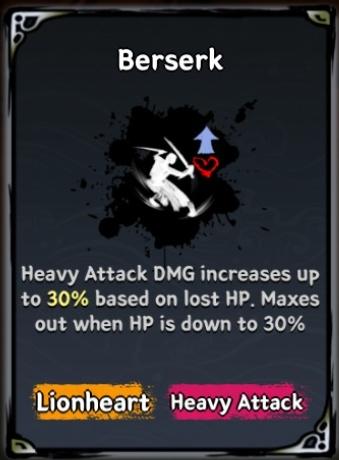 Berserk
Heavy Attack DMG increases up
to 30% based on lost HP. Maxes
out when HP is down to 30%
Lionheart Heavy Attack